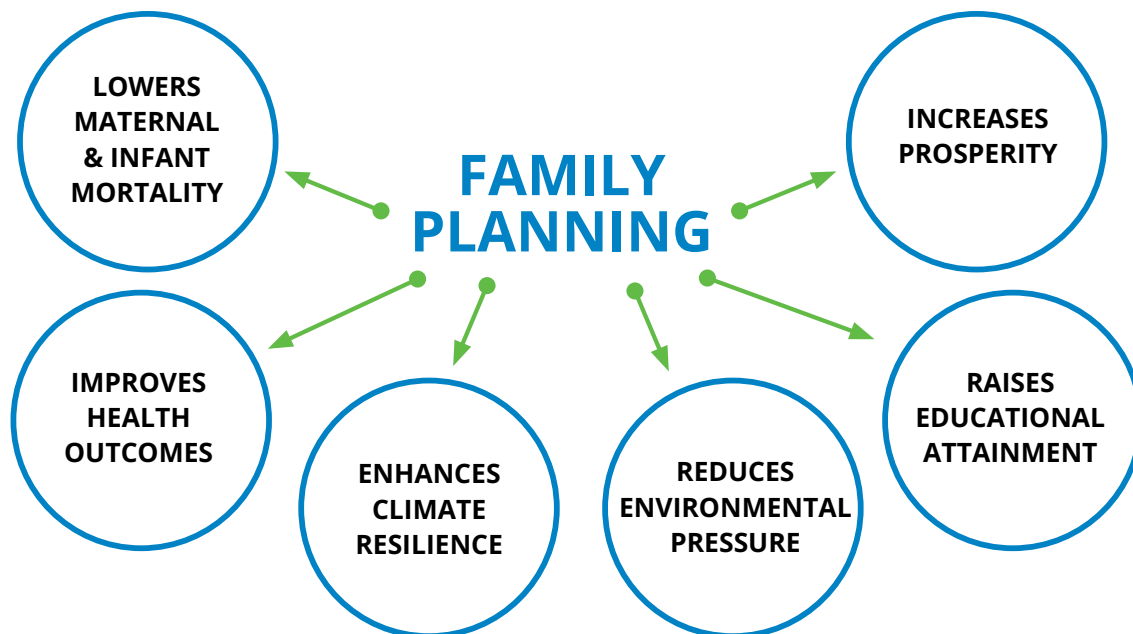 FAMILY
PLANNING
LOWERS
MATERNAL
& INFANT
MORTALITY
IMPROVES
HEALTH
OUTCOMES
ENHANCES
CLIMATE
RESILIENCE
REDUCES
ENVIRONMENTAL
PRESSURE
RAISES
EDUCATIONAL
ATTAINMENT
INCREASES
PROSPERITY